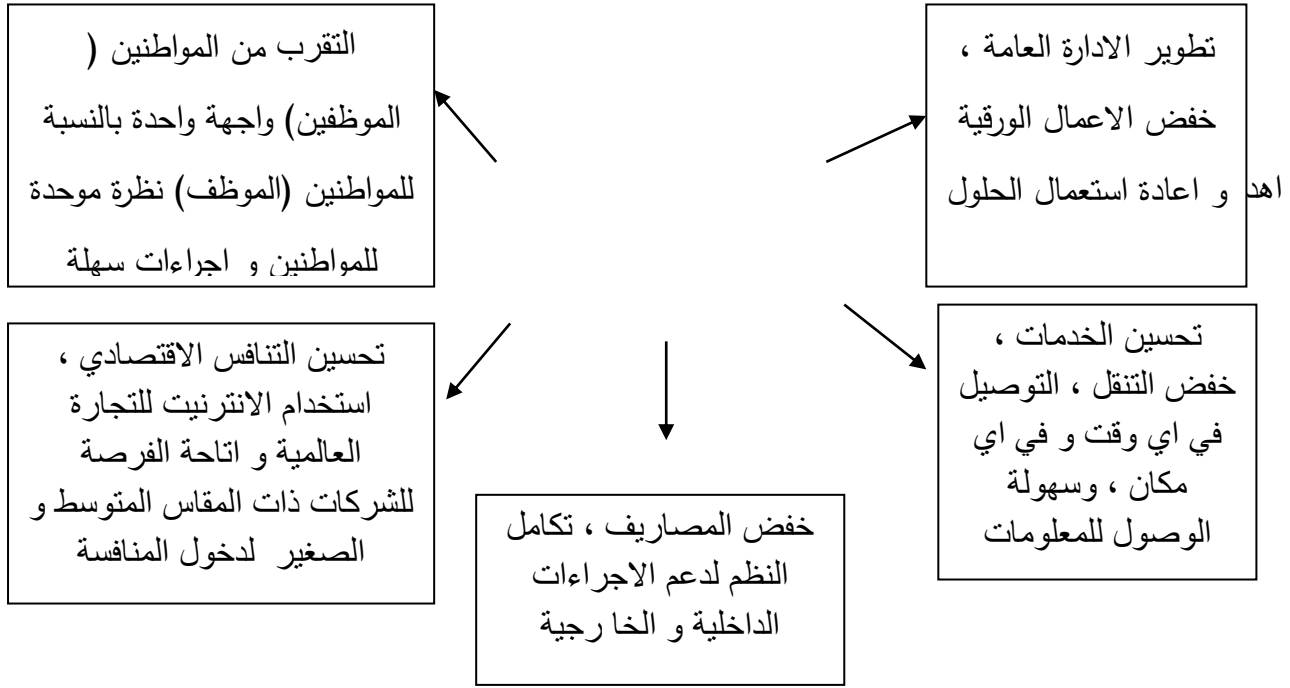 تطوير الادارة العامة ،
خفض الاعمال الورقية
و اعادة استعمال الحلول
اهد
التقرب من المواطنين (
الموظفين) واجهة واحدة بالنسبة
للمواطنين (الموظف) نظرة موحدة
للمواطنين و اجراءات سهلة
تحسين الخدمات ،
خفض التنقل ، التوصيل
في اي وقت و في اي
مكان ، وسهولة
الوصول للمعلومات
خفض المصاريف ، تكامل
النظم لدعم الاجراءات
الداخلية و الخا رجية
تحسين التنافس الاقتصادي ،
استخدام الانترنيت للتجارة
العالمية و اتاحة الفرصة
للشركات ذات المقاس المتوسط و
الصغير لدخول المنافسة